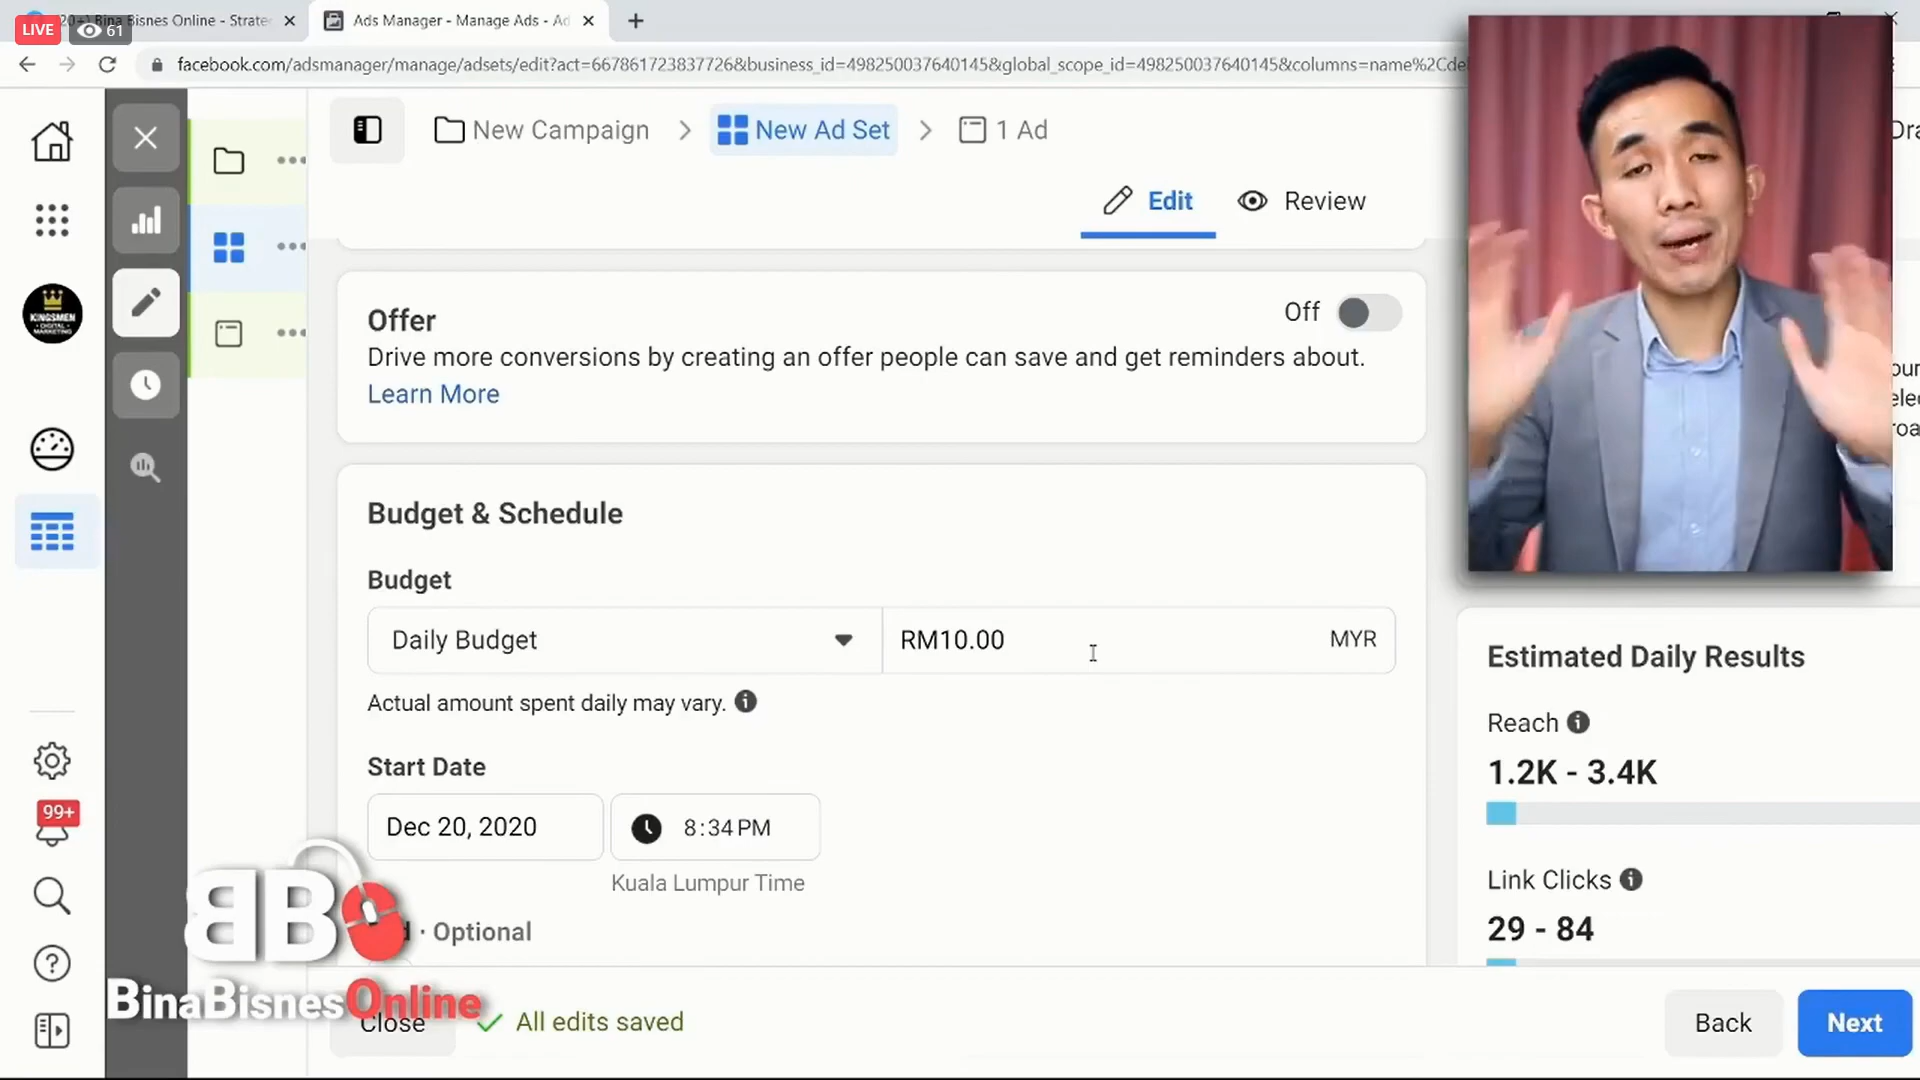 LIVE
61
20+) Bina Bisnes Online - Strate
Ads Manager - Manage Ads - Ad
facebook.com/adsmanager/manage/adsets/edit?act=667861723837726&business_id=498250037640145&global_scope_id=498250037640145&columns=name%2Cde
New Campaign
New Ad Set
1 Ad
Edit
Review
KINGSMEN
DIGITAL
MARKETING
Offer
Off
Drive more conversions by creating an offer people can save and get reminders about.
Learn More
Budget & Schedule
Budget
Daily Budget
RM10.00
MYR
Actual amount spent daily may vary.
Start Date
Dec 20, 2020
8:34 PM
Kuala Lumpur Time
· Optional
Estimated Daily Results
Reach
1.2K - 3.4K
Link Clicks
29 - 84
99+
BB
BinaBisnesOnline
Close
All edits saved
Back
Next